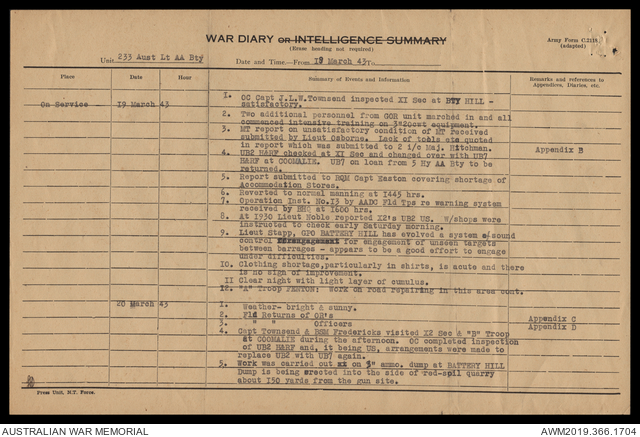 WAR DIARY or INTELLIGENCE SUMMARY
(Erase heading not required)
Army Form C.2118
(adapted)
Unit 233 Aust Lt AA Bty
Date and Time.—From 19 March 43 To
Place Date Hour Summary of Events and Information Remarks and references to
Appendices, Diaries, etc.
On Service 19 March 43 1. OC Capt J.L.W.Townsend inspected XI Sec at BTY HILL -
satisfactory.
2. Two additional personnel from GOR unit marched in and all
commenced intensive training on 3"20cwt equipment.
3. MT report on unsatisfactory condition of MT received
submitted by Lieut Osborne. Lack of tools etc quoted
in report which was submitted to 2 i/c Maj. Hitchman. Appendix B
4. UB2 HARF checked at XI Sec and changed over with UB7
HARF at COOMALIE. UB7 on loan from 5 Hy AA Bty to be
returned.
5. Report submitted to RQM Capt Easton covering shortage of
Accommodation Stores.
6. Reverted to normal manning at 1445 hrs.
7. Operation Inst. No.13 by AADC Fld Tps re warning system
received by BHQ at 1600 hrs.
8. At 1930 Lieut Noble reported X2's UB2 US. W/shops were
instructed to check early Saturday morning.
9. Lieut Stapp, GPO BATTERY HILL has evolved a system of sound
control for engagement of unseen targets
between barrages - appears to be a good effort to engage
under difficulties.
10. Clothing shortage, particularly in shirts, is acute and there
is no sign of improvement.
11 Clear night with light layer of cumulus.
12. "A" Troop FENTON: Work on road repairing in this area cont.
20 March 43 1. Weather- bright & sunny.
2. Fld Returns of OR's Appendix C
3. " " Officers Appendix D
4. Capt Townsend & BSM Fredericks visited X2 Sec & "B" Troop
at COOMALIE during the afternoon. OC completed inspection
of UB2 HARF and, it being US, arrangements were made to
replace UB2 with UB7 again.
5. Work was carried out xx on 3" ammo. dump at BATTERY HILL
Dump is being erected into the side of red-spil quarry
about 150 yards from the gun site.
Press Unit, N.T. Force.
AUSTRALIAN WAR MEMORIAL
AWM2019.366.1704